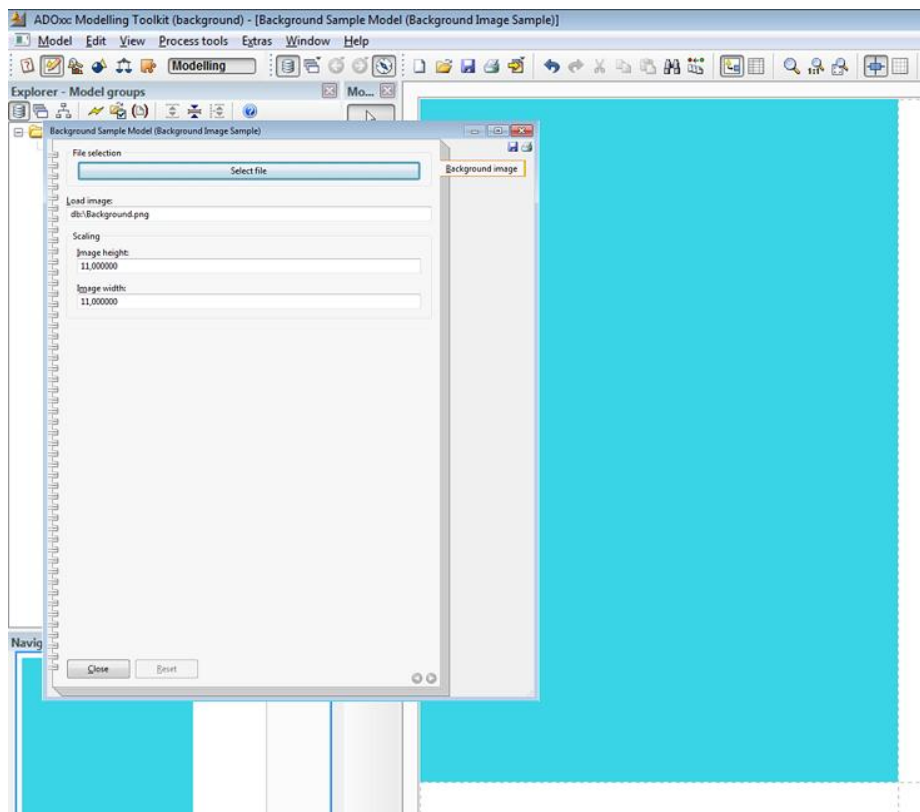 ADOxx Modelling Toolkit (background) - [Background Sample Model (Background Image Sample)]
Model Edit View Process tools Extras Window Help
Modelling
Explorer - Model groups
Mo...
Background Sample Model (Background Image Sample)
File selection
Select file
Background image
Load image:
db:\Background.png
Scaling
Image height:
11,000000
Image width:
11,000000
Navig
Close Reset